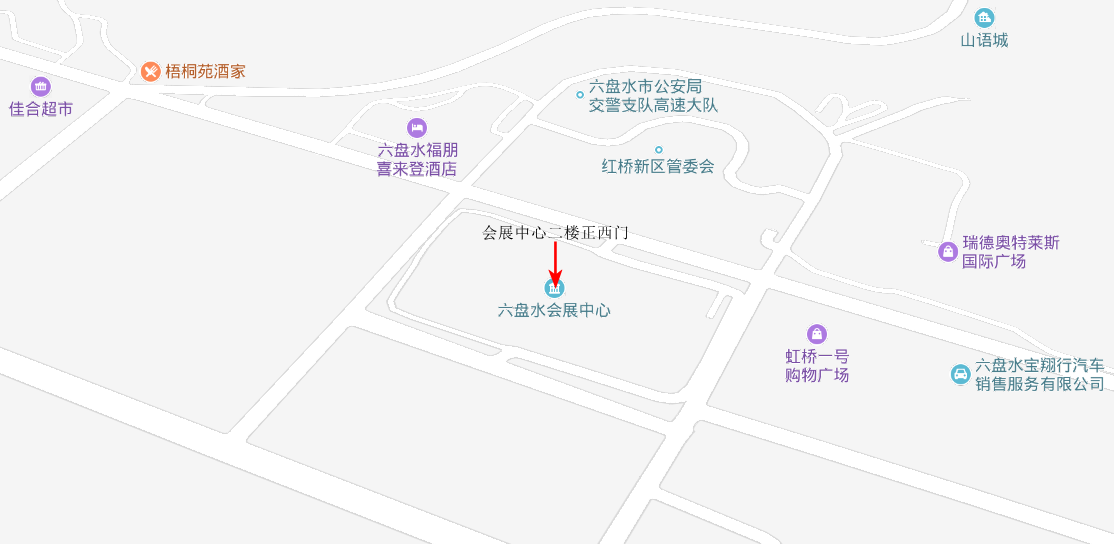 山语城
梧桐苑酒家
佳合超市
六盘水市公安局
交警支队高速大队
六盘水福朋
喜来登酒店
红桥新区管委会
会展中心二楼正西门
瑞德奥特莱斯
国际广场
六盘水会展中心
虹桥一号
购物广场
六盘水宝翔行汽车
销售服务有限公司